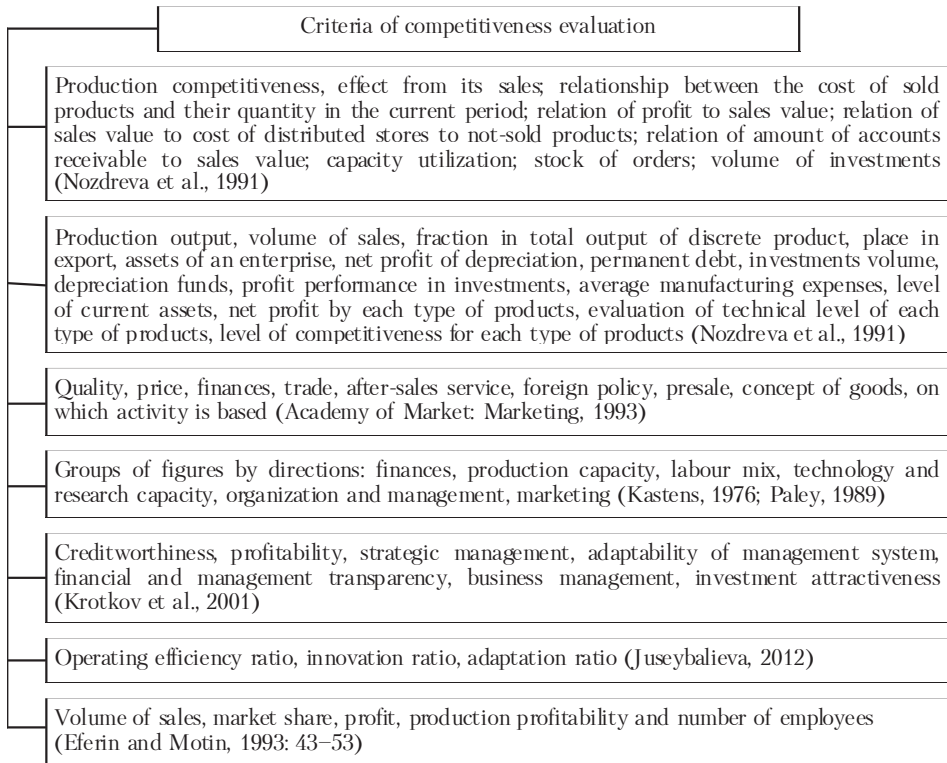 Criteria of competitiveness evaluation
Production competitiveness, effect from its sales; relationship between the cost of sold
products and their quantity in the current period; relation of profit to sales value; relation of
sales value to cost of distributed stores to not-sold products; relation of amount of accounts
receivable to sales value; capacity utilization; stock of orders; volume of investments
(Nozdreva et al., 1991)
Production output, volume of sales, fraction in total output of discrete product, place in
export, assets of an enterprise, net profit of depreciation, permanent debt, investments volume,
depreciation funds, profit performance in investments, average manufacturing expenses, level
of current assets, net profit by each type of products, evaluation of technical level of each
type of products, level of competitiveness for each type of products (Nozdreva et al., 1991)
Quality, price, finances, trade, after-sales service, foreign policy, presale, concept of goods, on
which activity is based (Academy of Market: Marketing, 1993)
Groups of figures by directions: finances, production capacity, labour mix, technology and
research capacity, organization and management, marketing (Kastens, 1976; Paley, 1989)
Creditworthiness, profitability, strategic management, adaptability of management system,
financial and management transparency, business management, investment attractiveness
(Krotkov et al., 2001)
Operating efficiency ratio, innovation ratio, adaptation ratio (Juseybalieva, 2012)
Volume of sales, market share, profit, production profitability and number of employees
(Eferin and Motin, 1993: 43–53)